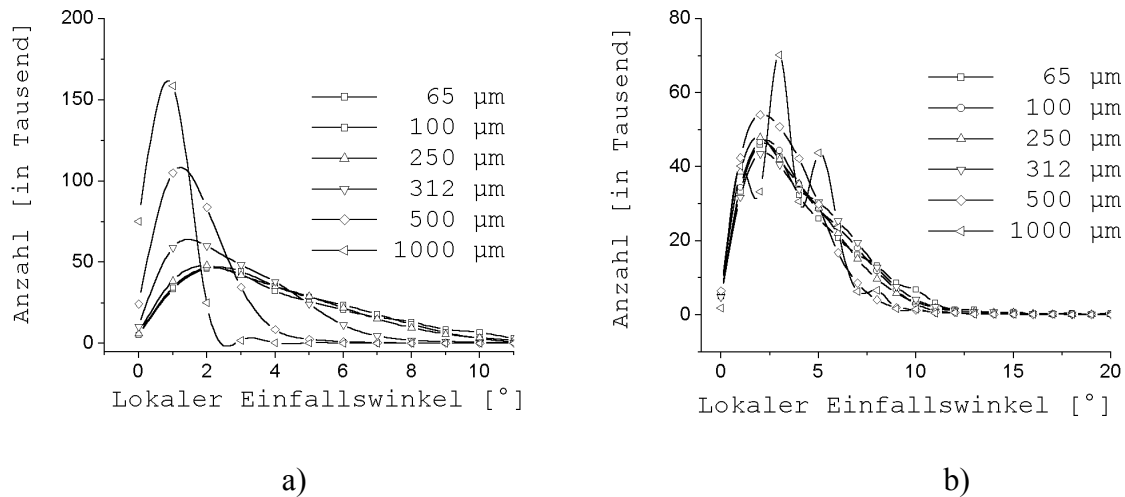 200
150
100
50
0
Anzahl [in Tausend]
65 µm
100 µm
250 µm
312 µm
500 µm
1000 µm
0 2 4 6 8 10
Lokaler Einfallswinkel [°]
a)
80
60
40
20
0
Anzahl [in Tausend]
65 µm
100 µm
250 µm
312 µm
500 µm
1000 µm
0 5 10 15 20
Lokaler Einfallswinkel [°]
b)